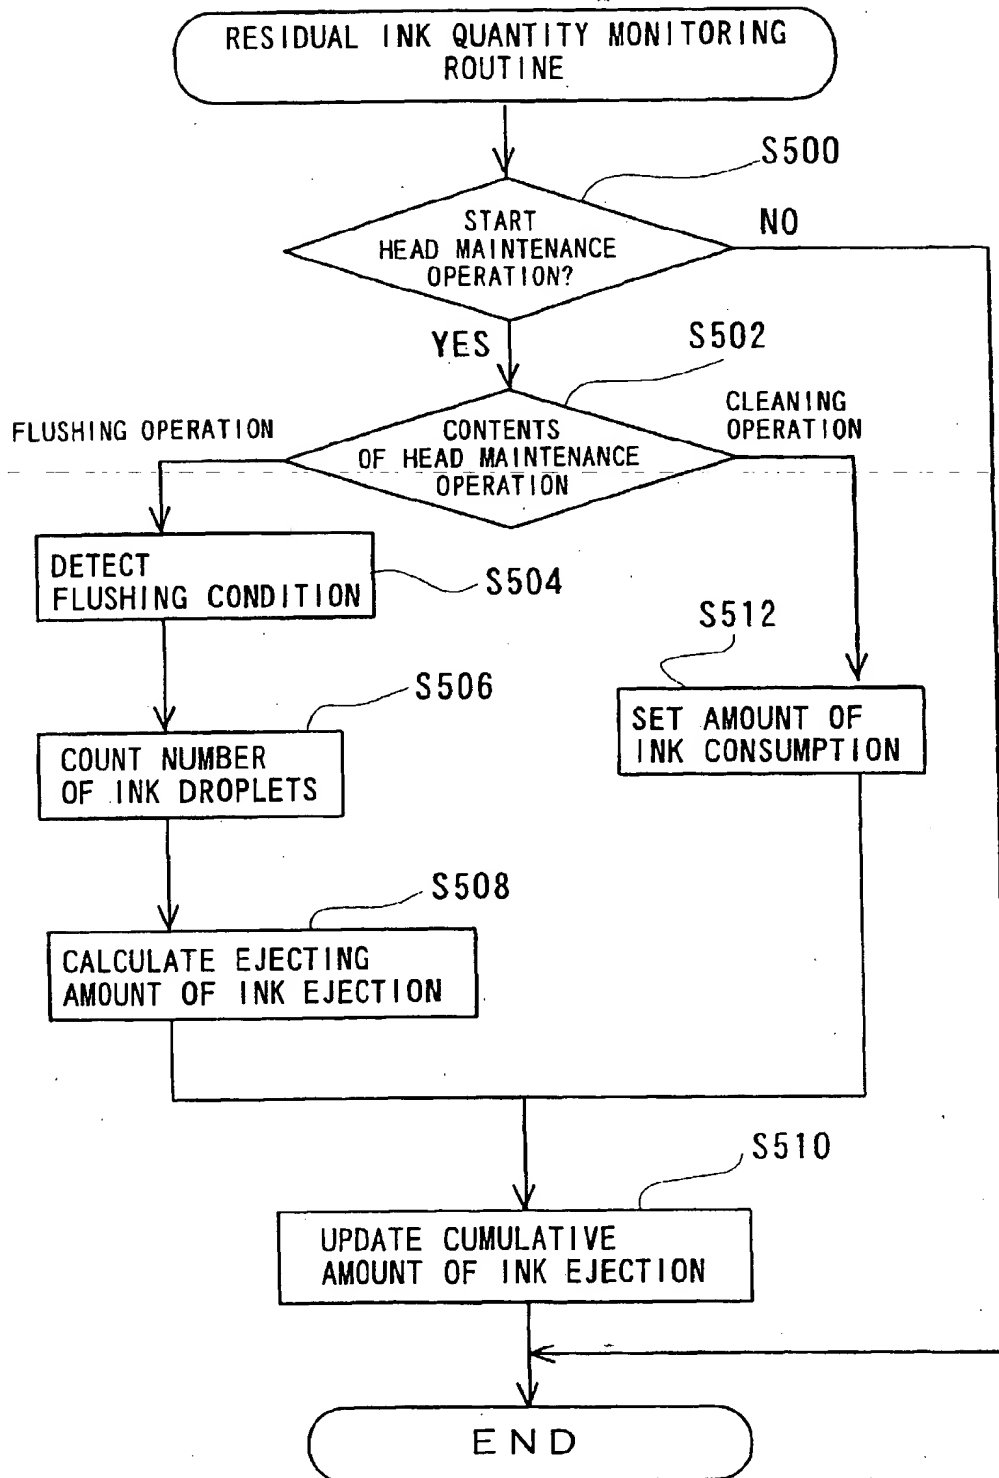 RESIDUAL INK QUANTITY MONITORING
ROUTINE
S500
START
HEAD MAINTENANCE
OPERATION?
NO
YES
S502
FLUSHING OPERATION
CONTENTS
OF HEAD MAINTENANCE
OPERATION
CLEANING
OPERATION
DETECT
FLUSHING CONDITION
S504
S512
SET AMOUNT OF
INK CONSUMPTION
S506
COUNT NUMBER
OF INK DROPLETS
S508
CALCULATE EJECTING
AMOUNT OF INK EJECTION
S510
UPDATE CUMULATIVE
AMOUNT OF INK EJECTION
END